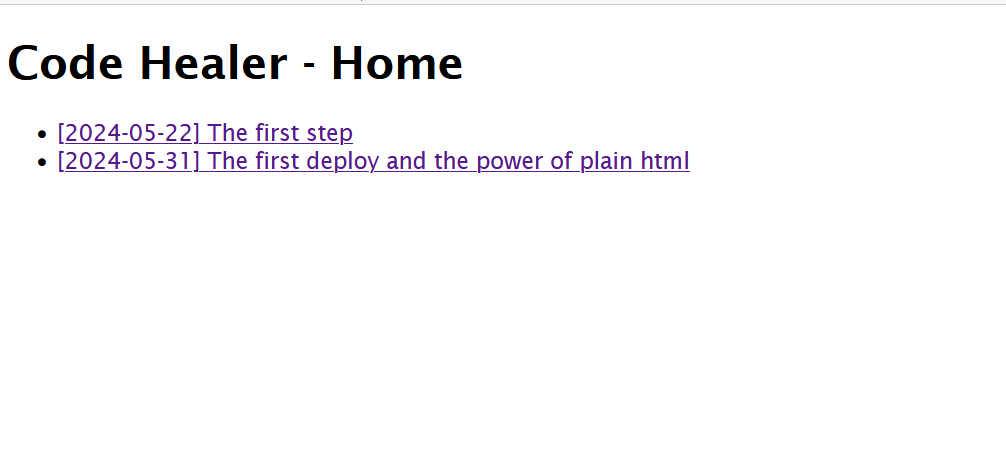 Code Healer - Home
[2024-05-22] The first step
[2024-05-31] The first deploy and the power of plain html